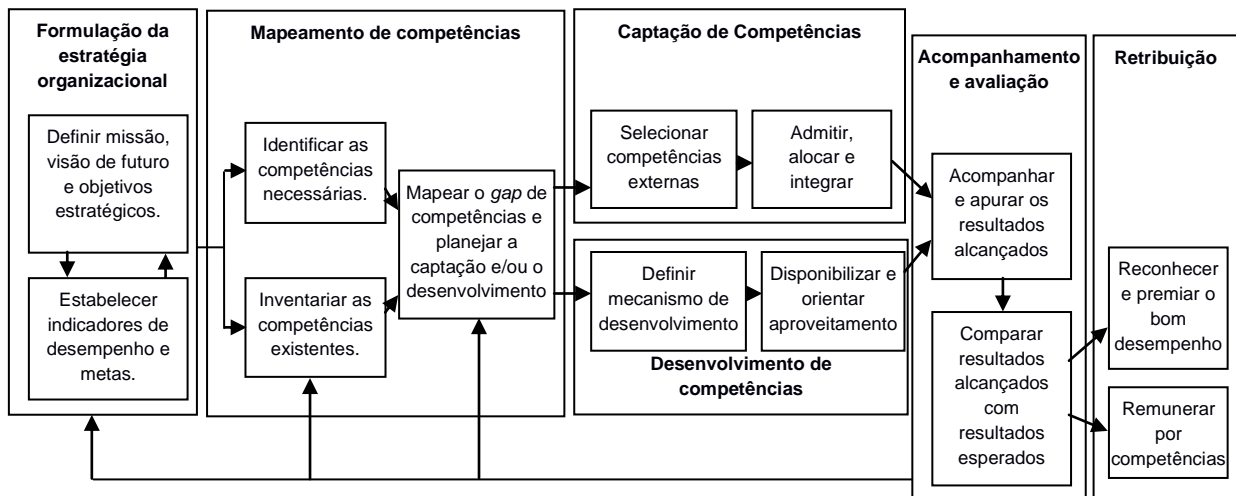 Formulação da
estratégia
organizacional
Definir missão,
visão de futuro
e objetivos
estratégicos.
Estabelecer
indicadores de
desempenho e
metas.
Mapeamento de competências
Identificar as
competências
necessárias.
Inventariar as
competências
existentes.
Mapear o gap de
competências e
planejar a
captação e/ou o
desenvolvimento
Captação de Competências
Selecionar
competências
externas
Admitir,
alocar e
integrar
Definir
mecanismo de
desenvolvimento
Disponibilizar e
orientar
aproveitamento
Desenvolvimento de
competências
Acompanhamento
e avaliação
Acompanhar
e apurar os
resultados
alcançados
Comparar
resultados
alcançados
com
resultados
esperados
Retribuição
Reconhecer
e premiar o
bom
desempenho
Remunerar
por
competências